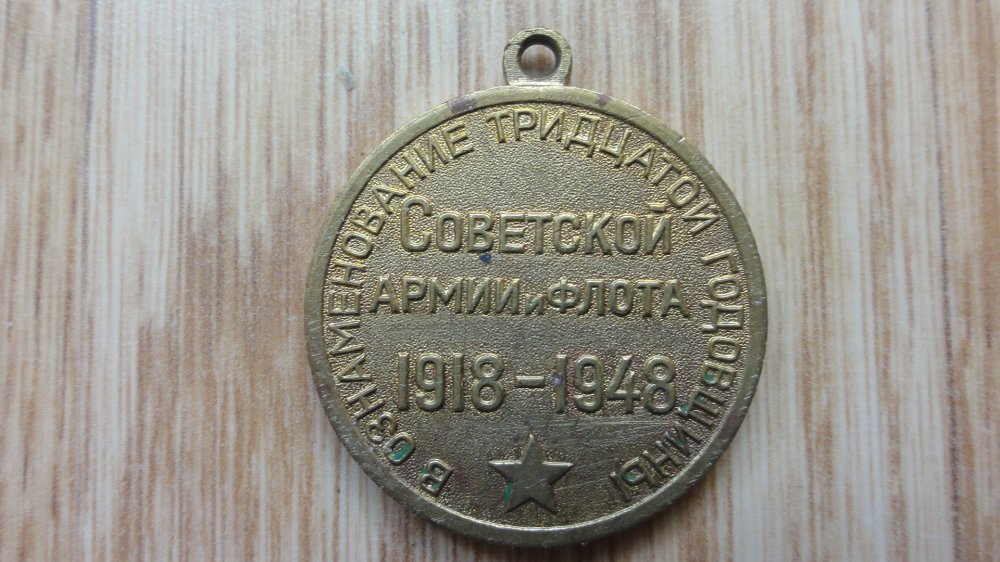 В ОЗНАМЕНОВАНИЕ ТРИДЦАТОЙ ГОДОВЩИНЫ
СОВЕТСКОЙ
АРМИИ и ФЛОТА
1918-1948